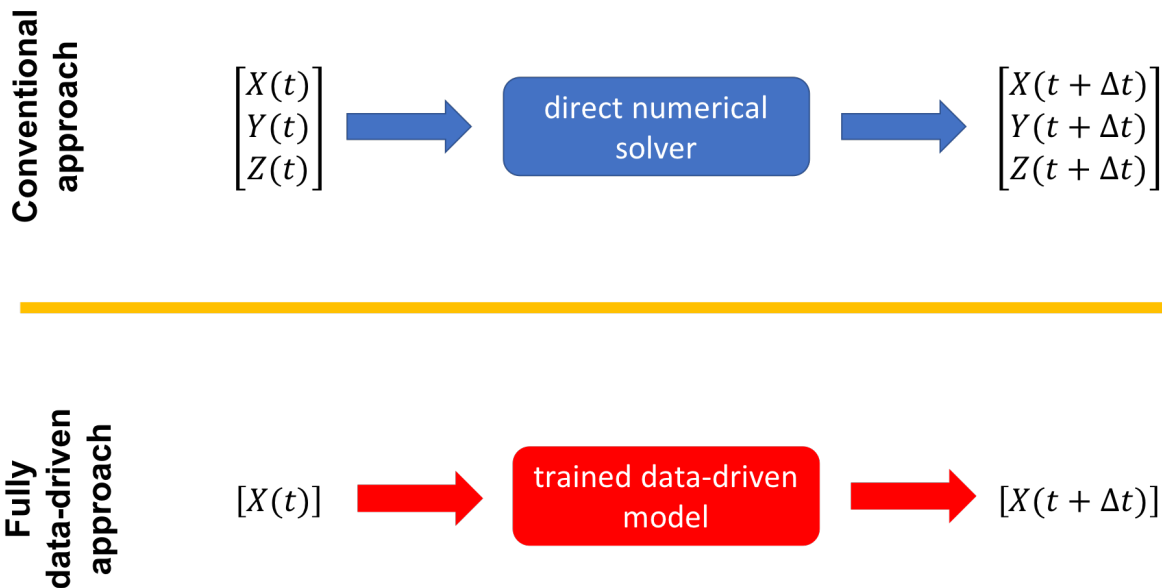 Conventional
approach
[X(t)
Y(t)
Z(t)]
direct numerical
solver
[X(t + Δt)
Y(t + Δt)
Z(t + Δt)]
Fully
data-driven
approach
[X(t)]
trained data-driven
model
[X(t + Δt)]